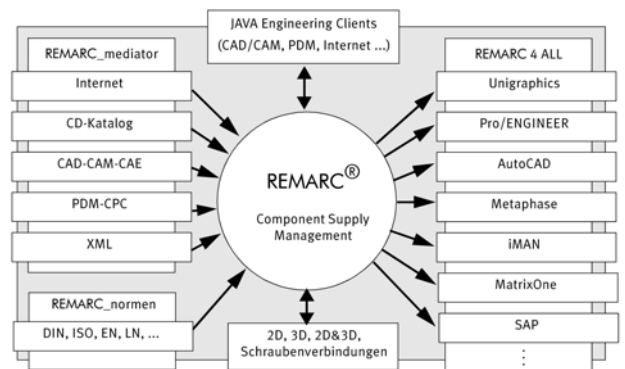 JAVA Engineering Clients
(CAD/CAM, PDM, Internet ...)
REMARC_mediator
Internet
CD-Katalog
CAD-CAM-CAE
PDM-CPC
XML
REMARC_normen
DIN, ISO, EN, LN, ...
REMARC®
Component Supply
Management
2D, 3D, 2D&3D,
Schraubenverbindungen
REMARC 4 ALL
Unigraphics
Pro/ENGINEER
AutoCAD
Metaphase
iMAN
MatrixOne
SAP
⋮